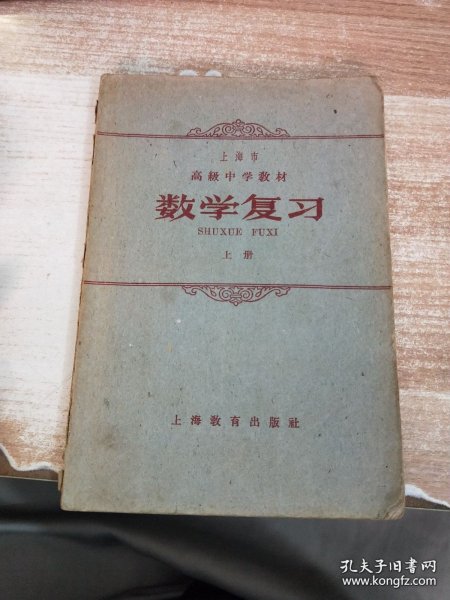 上海市
高級中学教材
数学复习
SHUXUE FUXI
上册
上海教育出版社
孔夫子旧书网
www.kongfz.com